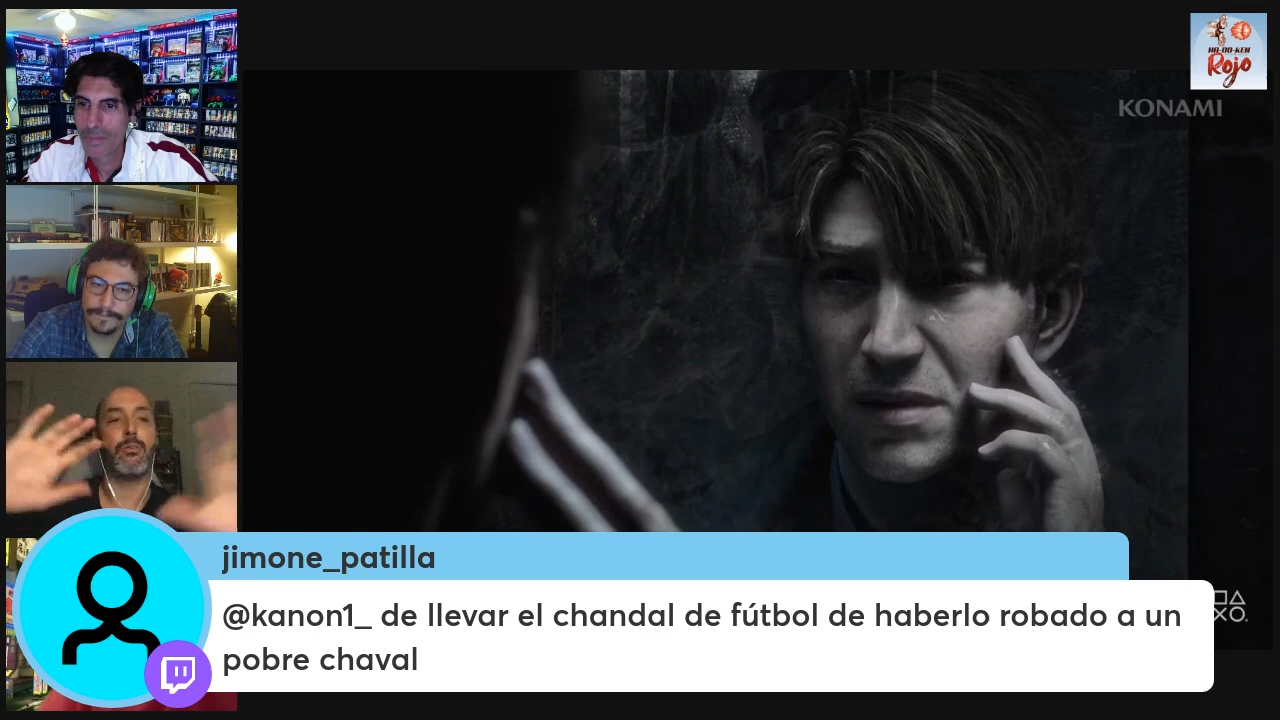 HA-DO-KEN
Rojo
KONAMI
jimone_patilla
@kanon1_ de llevar el chandal de fútbol de haberlo robado a un
pobre chaval